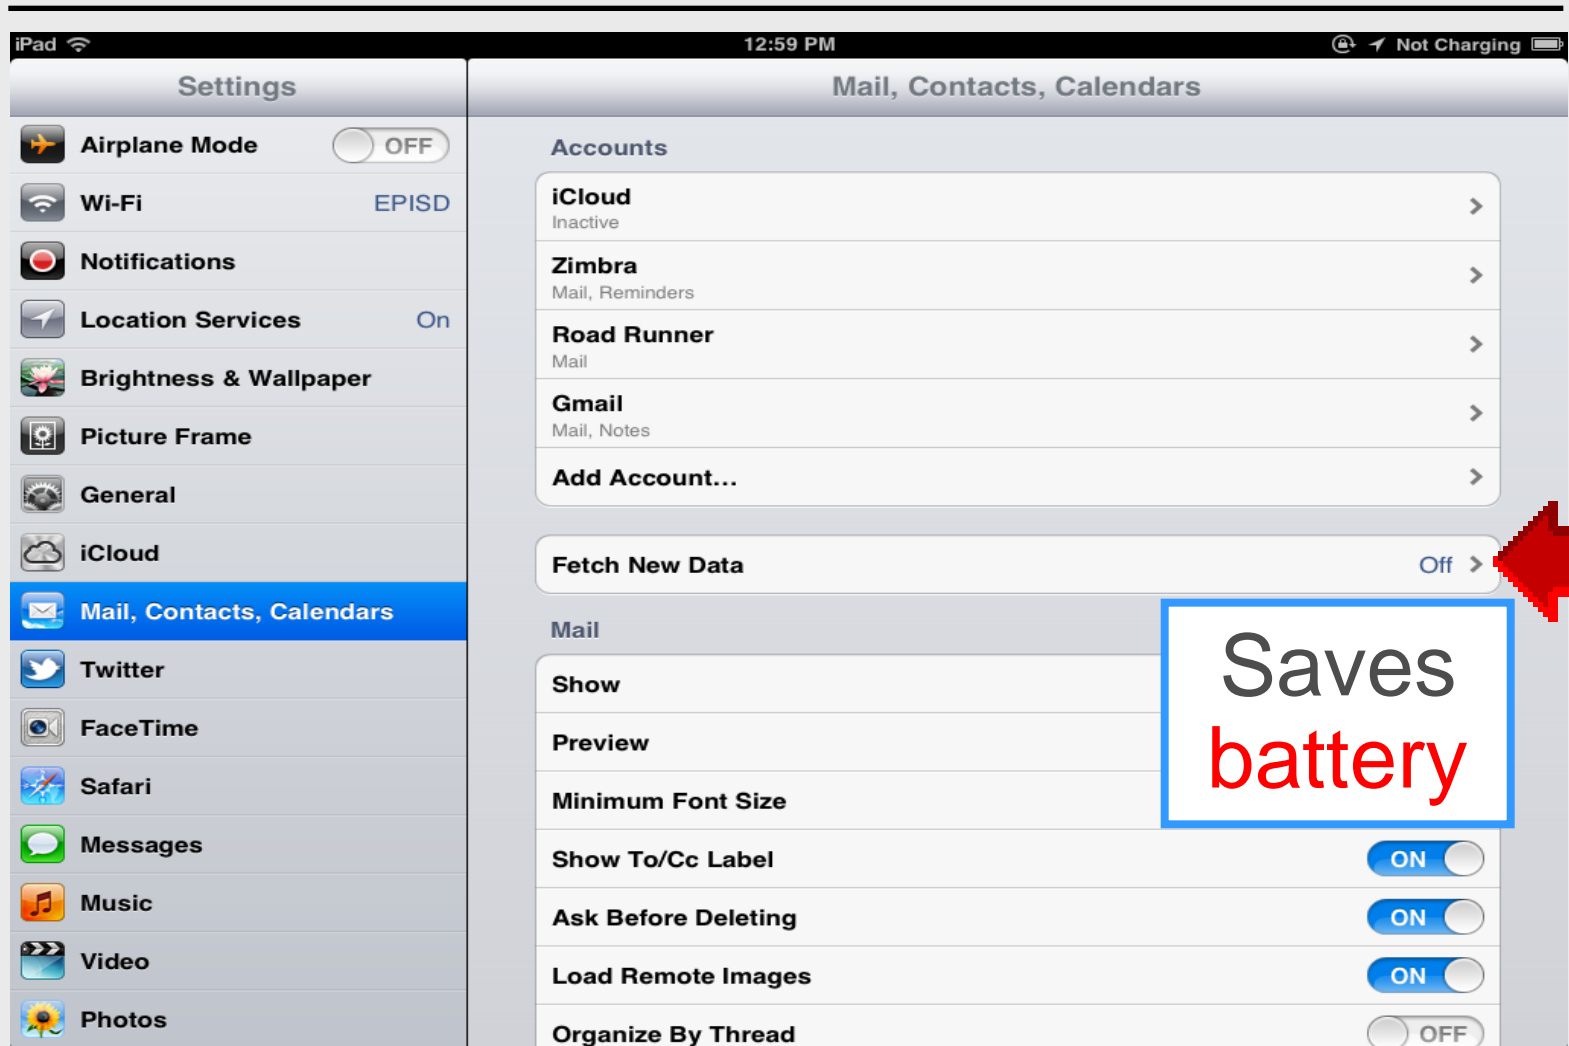 iPad 12:59 PM Not Charging
Settings
Airplane Mode OFF
Wi-Fi EPISD
Notifications
Location Services On
Brightness & Wallpaper
Picture Frame
General
iCloud
Mail, Contacts, Calendars
Twitter
FaceTime
Safari
Messages
Music
Video
Photos
Mail, Contacts, Calendars
Accounts
iCloud
Inactive
Zimbra
Mail, Reminders
Road Runner
Mail
Gmail
Mail, Notes
Add Account...
Fetch New Data Off
Mail
Show
Preview
Minimum Font Size
Show To/Cc Label ON
Ask Before Deleting ON
Load Remote Images ON
Organize By Thread OFF
Saves
battery